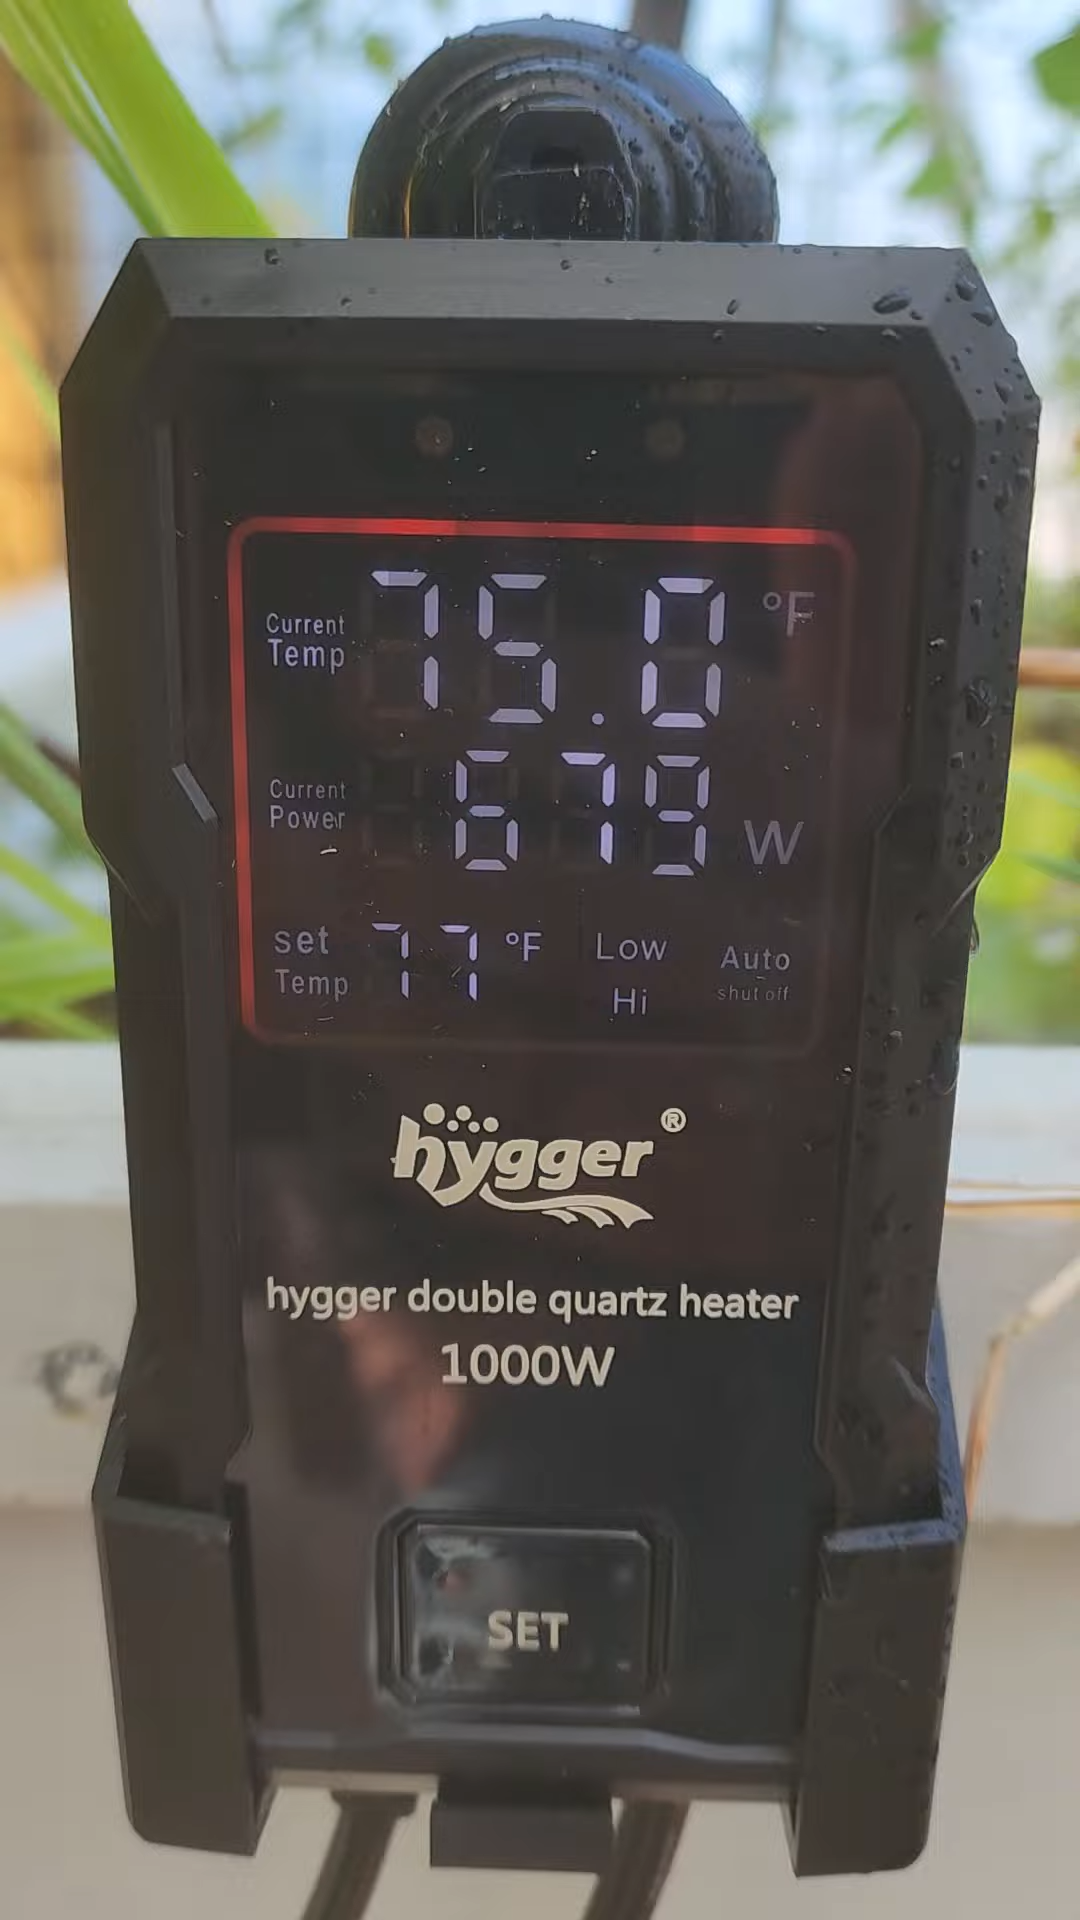 Current
Temp 75.0 °F
Current
Power 679 W
set
Temp 77 °F
Low
Hi
Auto
shut off
hygger®
hygger double quartz heater
1000W
SET